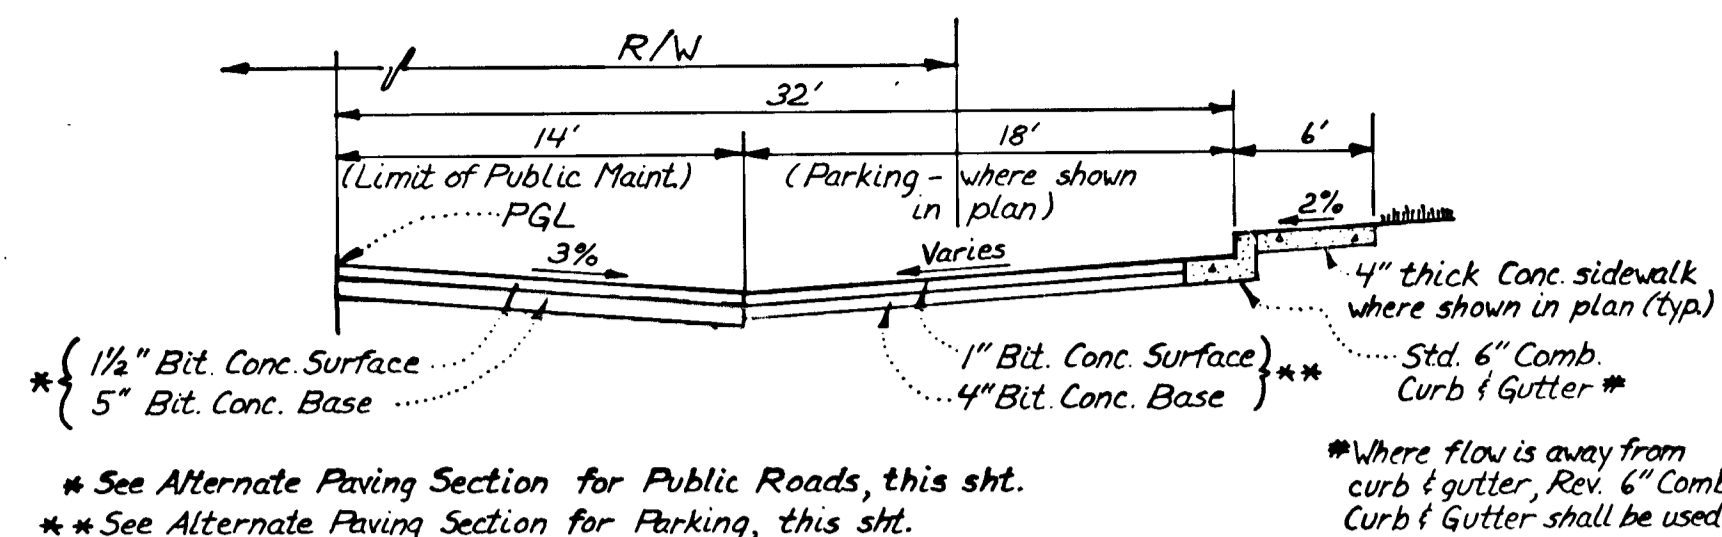 R/W
32'
14'
18'
6'
(Limit of Public Maint.)
(Parking - where shown
in plan)
PGL
2%
3%
Varies
4" thick Conc. sidewalk
where shown in plan (typ.)
* { 1½" Bit. Conc. Surface
5" Bit. Conc. Base
1" Bit. Conc. Surface } **
4" Bit. Conc. Base
Std. 6" Comb.
Curb & Gutter #
# Where flow is away from
curb & gutter, Rev. 6" Comb
Curb & Gutter shall be used
* See Alternate Paving Section for Public Roads, this sht.
** See Alternate Paving Section for Parking, this sht.